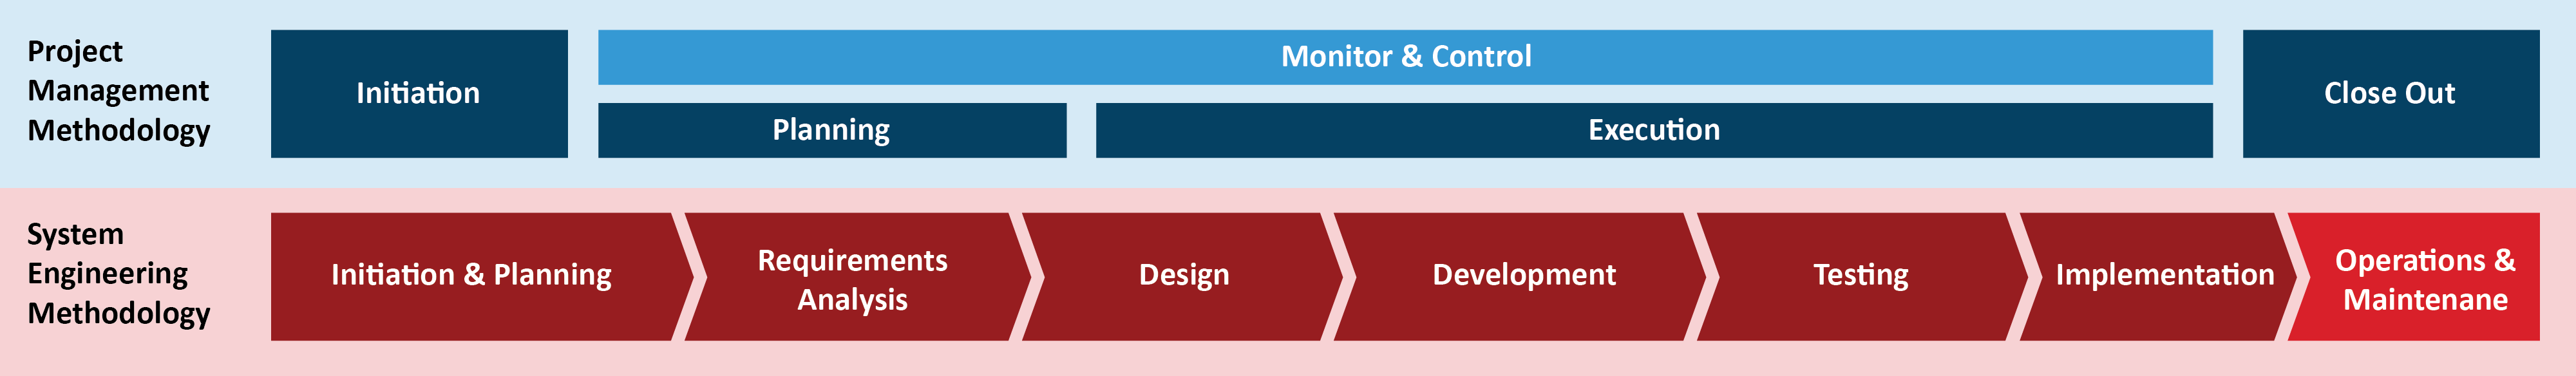 Project
Management
Methodology
Initiation
Monitor & Control
Planning
Execution
Close Out
System
Engineering
Methodology
Initiation & Planning
Requirements
Analysis
Design
Development
Testing
Implementation
Operations &
Maintenane